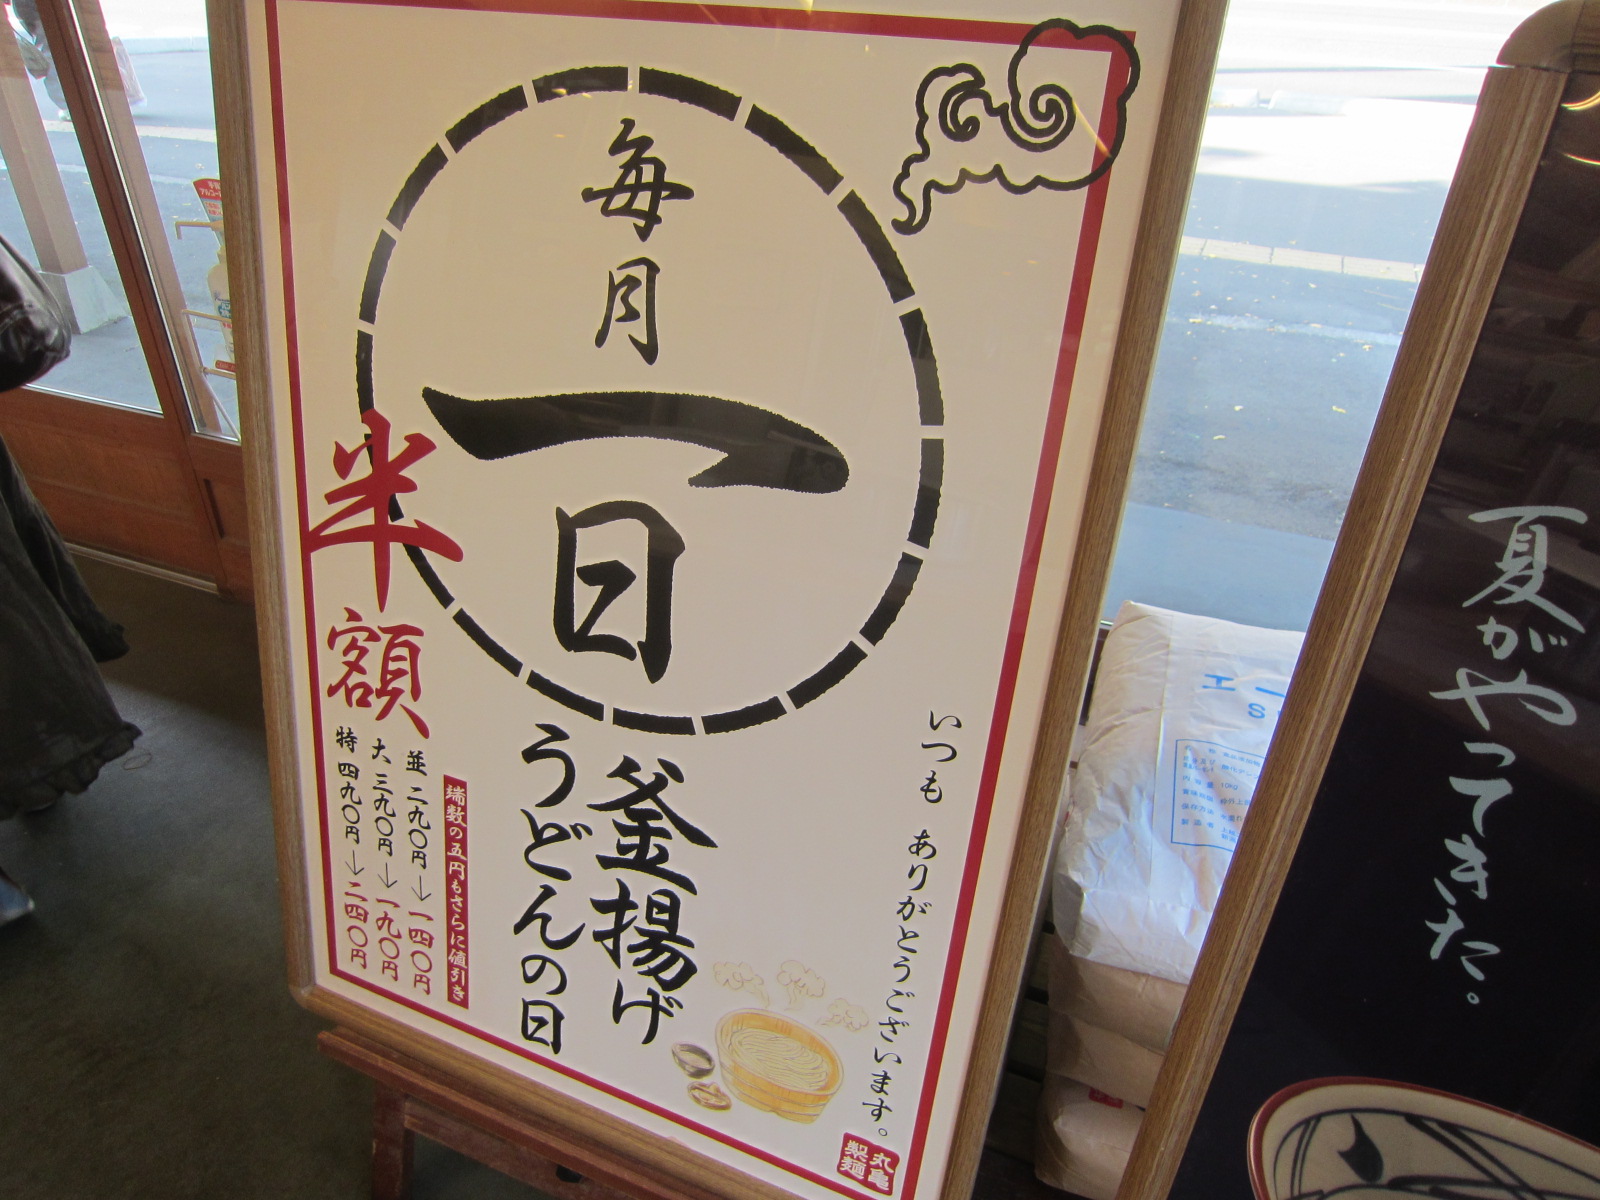 いつも ありがとうございます。
毎月
一日
釜揚げ
うどんの日
半額
端数の五円もさらに値引き
並 二九〇円→一四〇円
大 三九〇円→一九〇円
特 四九〇円→二四〇円
丸亀
製麺
夏がやってきた。
内容量 10kg